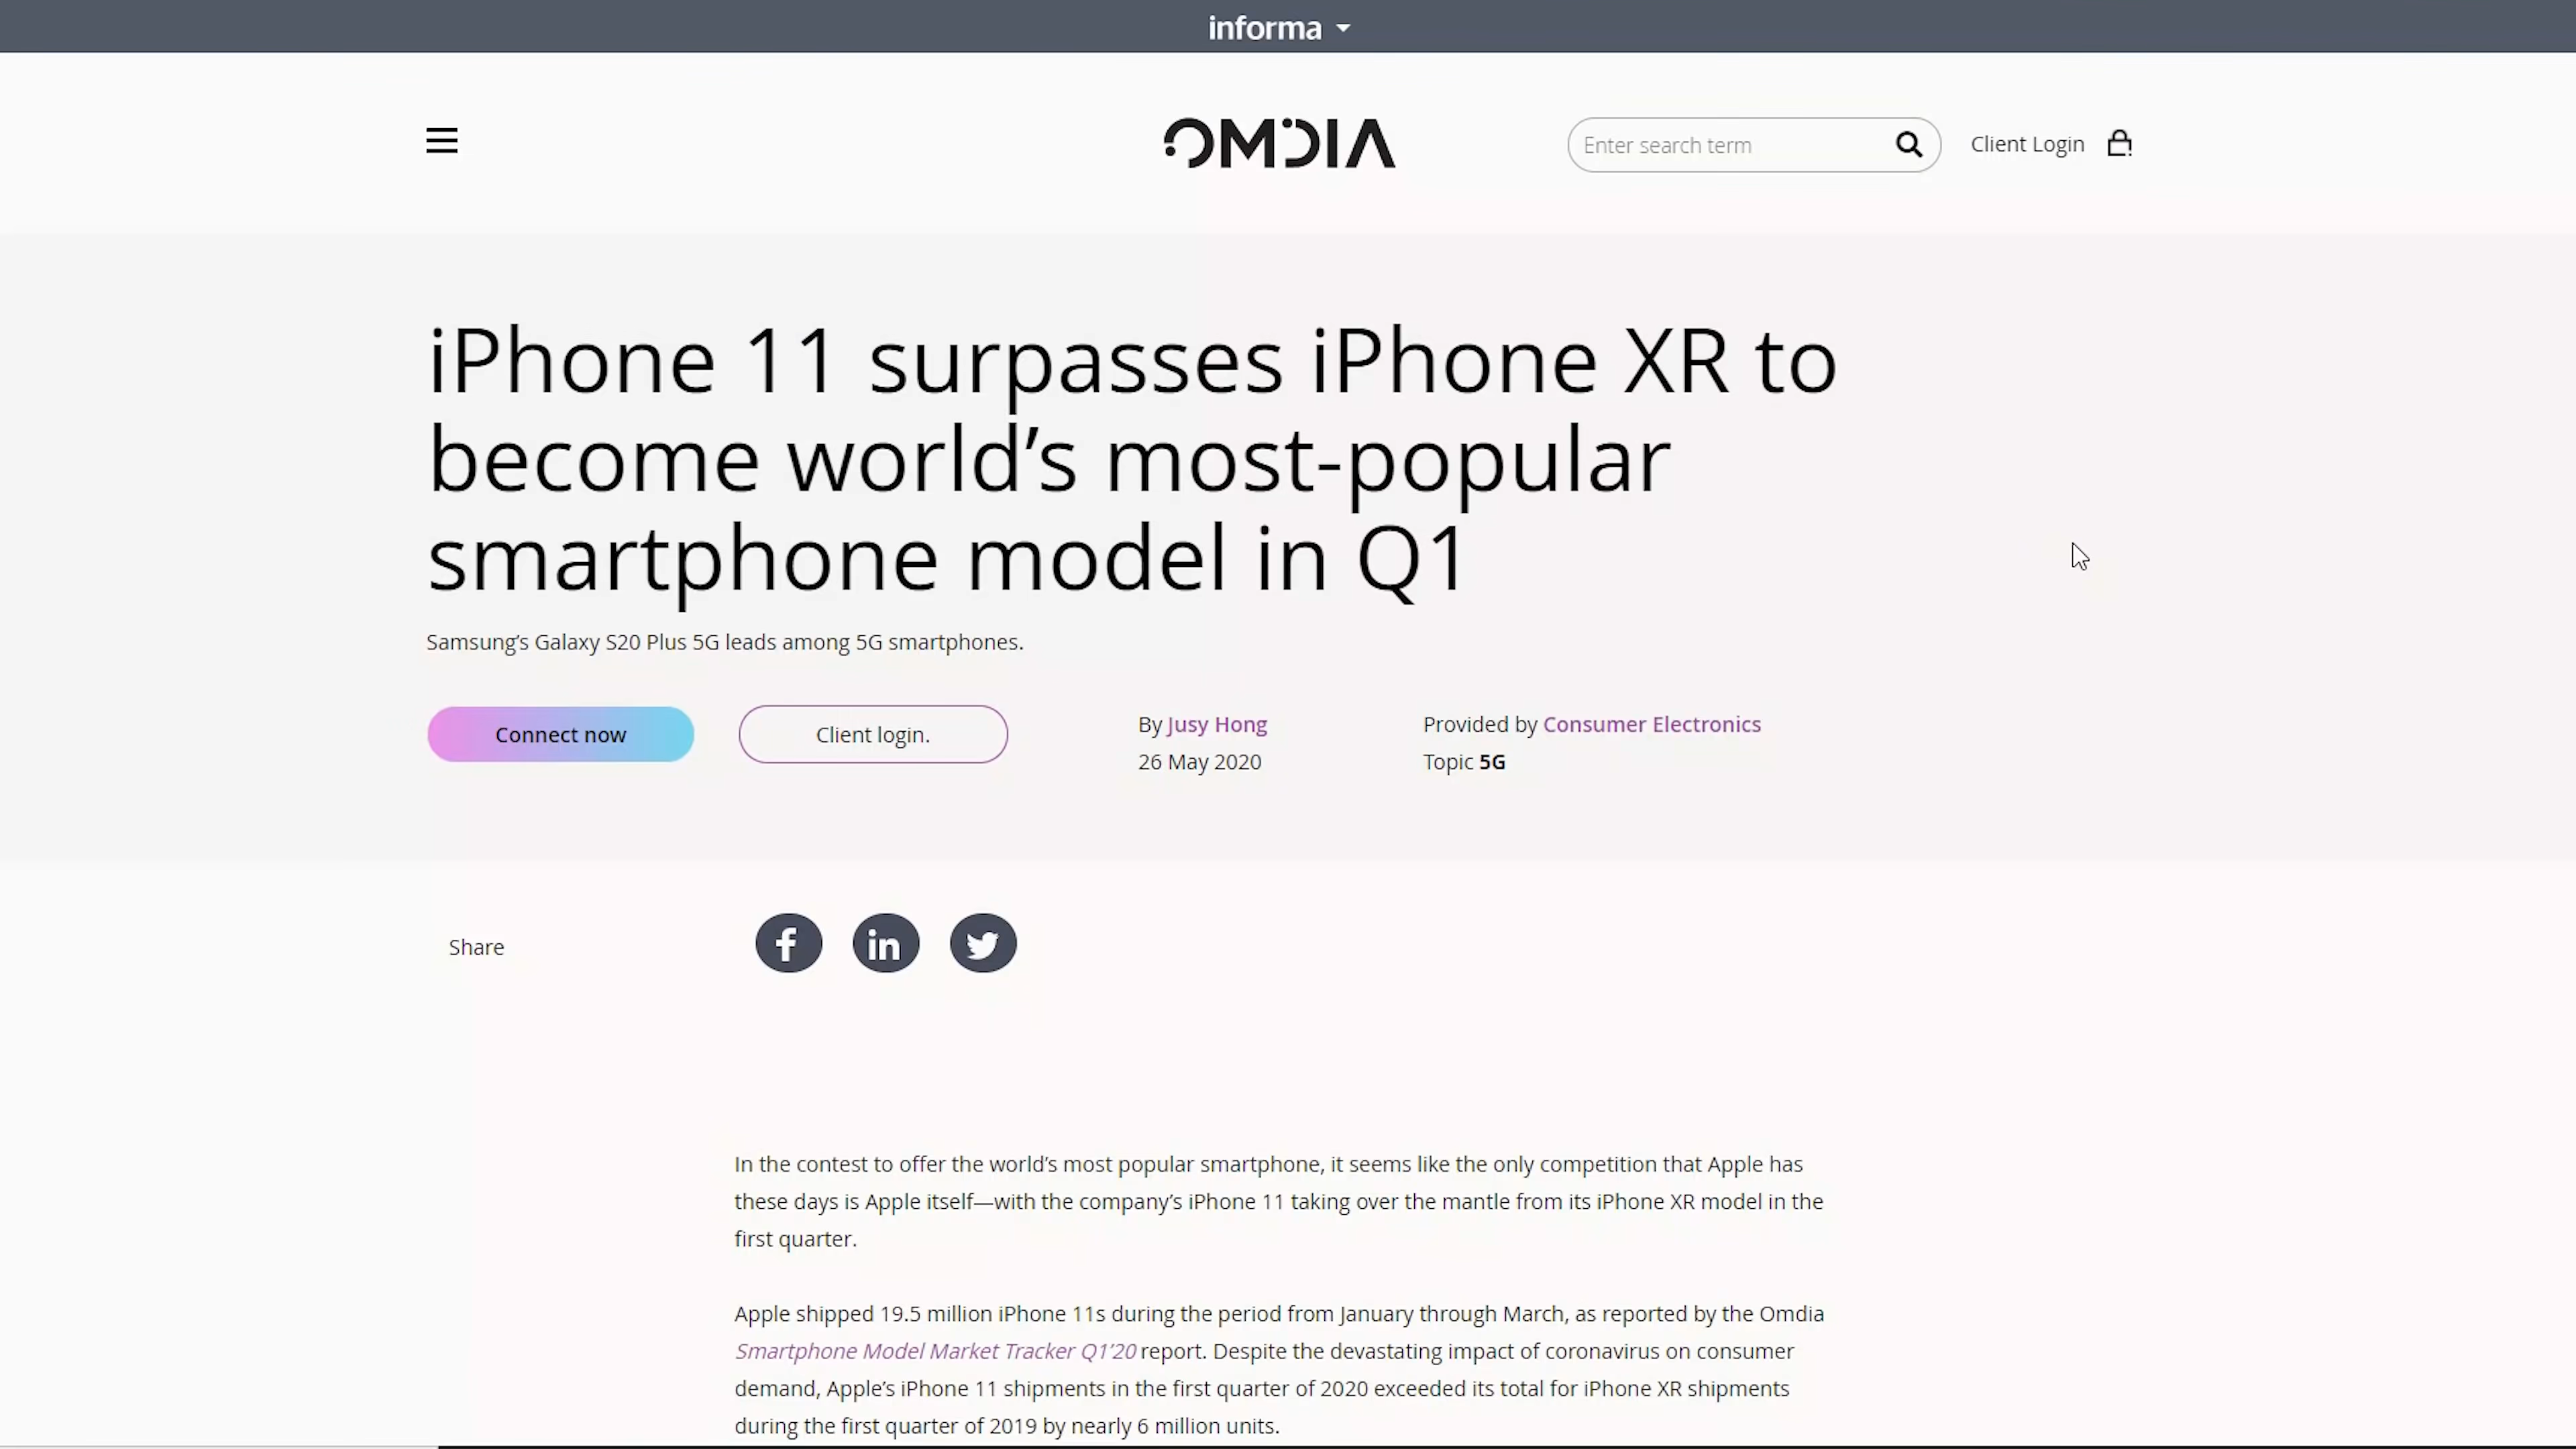 informa
OMDIA
Enter search term
Client Login
iPhone 11 surpasses iPhone XR to
become world’s most-popular
smartphone model in Q1
Samsung’s Galaxy S20 Plus 5G leads among 5G smartphones.
Connect now
Client login.
By Jusy Hong
26 May 2020
Provided by Consumer Electronics
Topic 5G
Share
In the contest to offer the world’s most popular smartphone, it seems like the only competition that Apple has
these days is Apple itself—with the company’s iPhone 11 taking over the mantle from its iPhone XR model in the
first quarter.
Apple shipped 19.5 million iPhone 11s during the period from January through March, as reported by the Omdia
Smartphone Model Market Tracker Q1’20 report. Despite the devastating impact of coronavirus on consumer
demand, Apple’s iPhone 11 shipments in the first quarter of 2020 exceeded its total for iPhone XR shipments
during the first quarter of 2019 by nearly 6 million units.